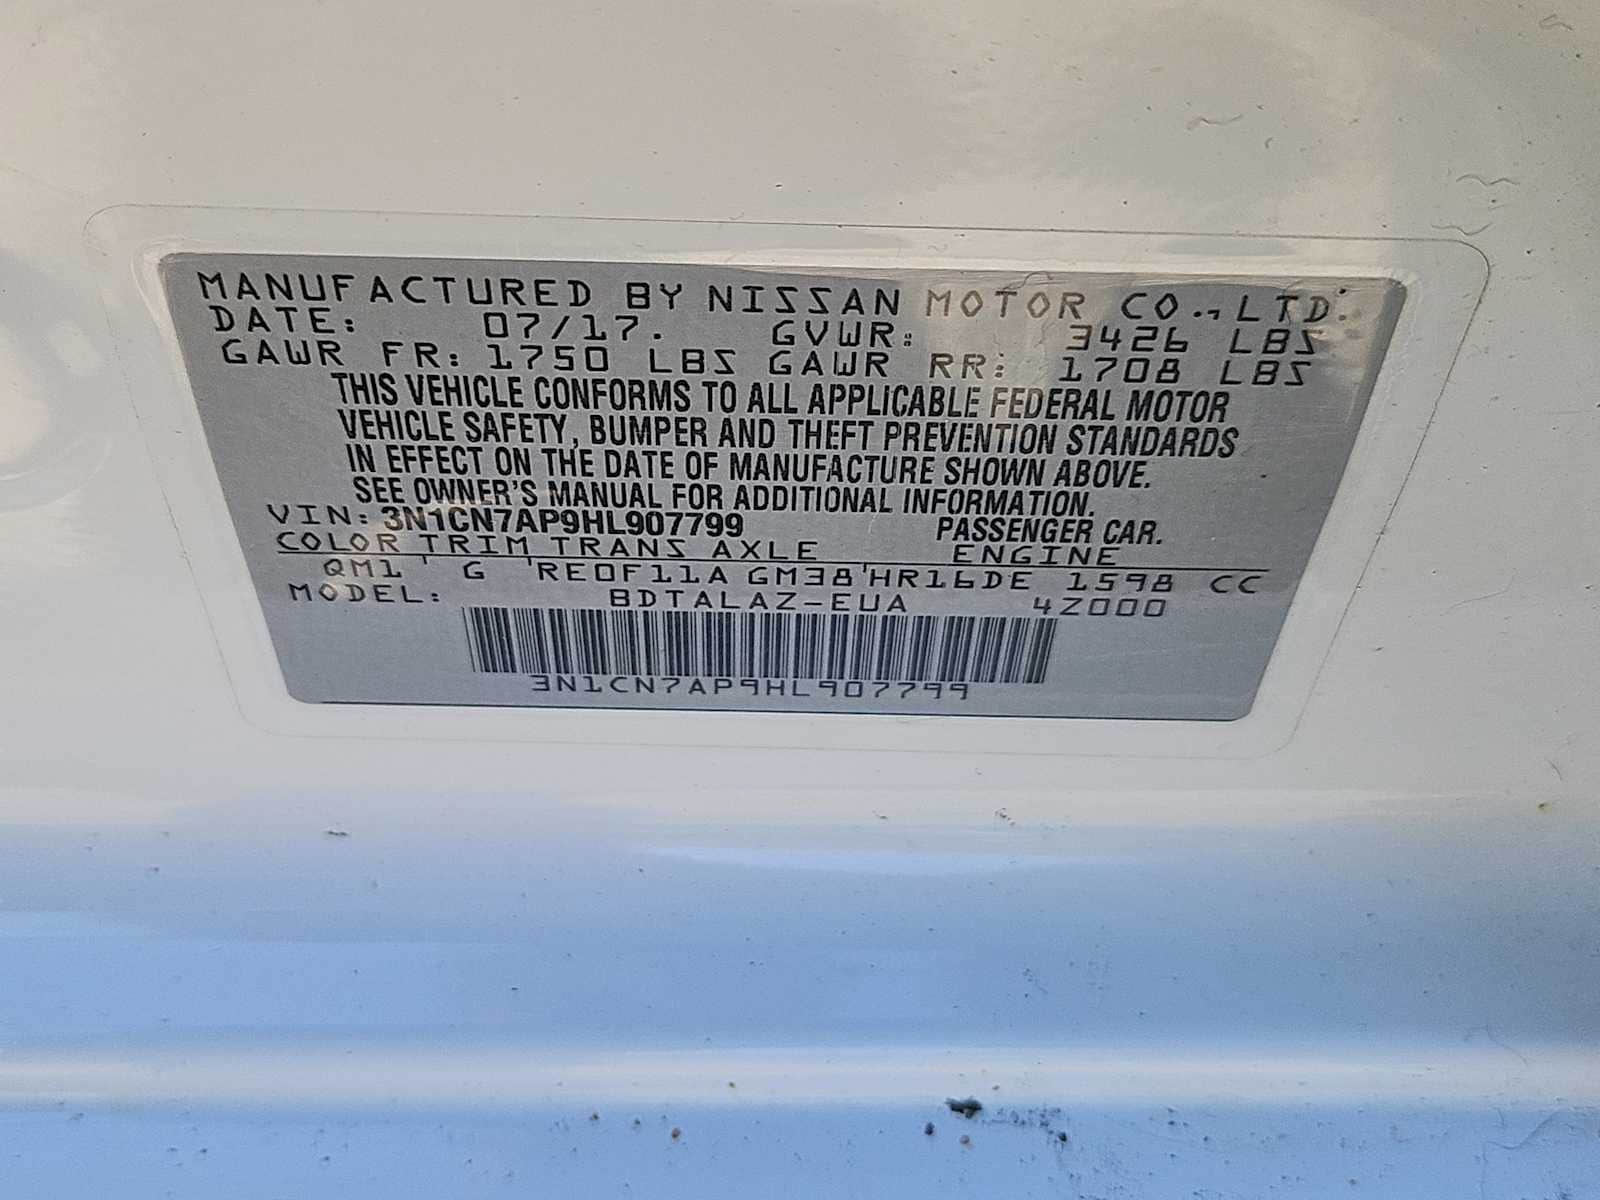 MANUFACTURED BY NISSAN MOTOR CO., LTD.
DATE: 07/17. GVWR: 3426 LBS
GAWR FR: 1750 LBS GAWR RR: 1708 LBS
THIS VEHICLE CONFORMS TO ALL APPLICABLE FEDERAL MOTOR
VEHICLE SAFETY, BUMPER AND THEFT PREVENTION STANDARDS
IN EFFECT ON THE DATE OF MANUFACTURE SHOWN ABOVE.
SEE OWNER'S MANUAL FOR ADDITIONAL INFORMATION.
VIN: 3N1CN7AP9HL907799 PASSENGER CAR.
COLOR TRIM TRANS AXLE ENGINE
QM1 ' G ' RE0F11A GM38 ' HR16DE 1598 CC
MODEL: BDTALAZ-EUA 4Z000
3N1CN7AP9HL907799